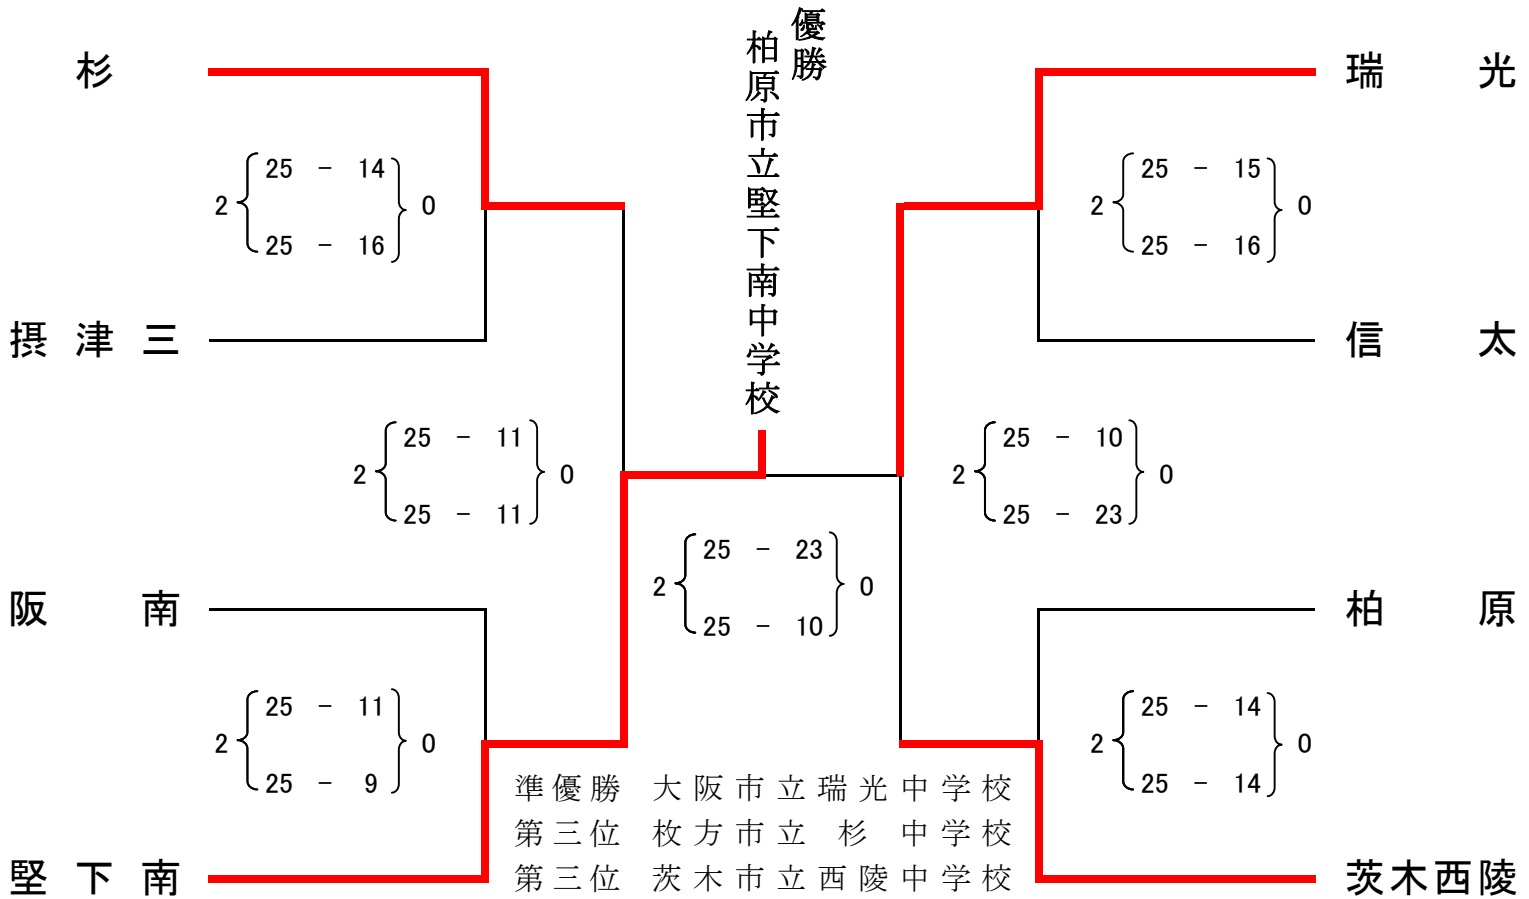 優勝
柏原市立堅下南中学校
杉
2 25 － 14 0
25 － 16
摂津三
2 25 － 11 0
25 － 11
阪南
2 25 － 11 0
25 － 9
堅下南
瑞光
2 25 － 15 0
25 － 16
信太
2 25 － 10 0
25 － 23
柏原
2 25 － 14 0
25 － 14
茨木西陵
2 25 － 23 0
25 － 10
準優勝 大阪市立瑞光中学校
第三位 枚方市立 杉 中学校
第三位 茨木市立西陵中学校